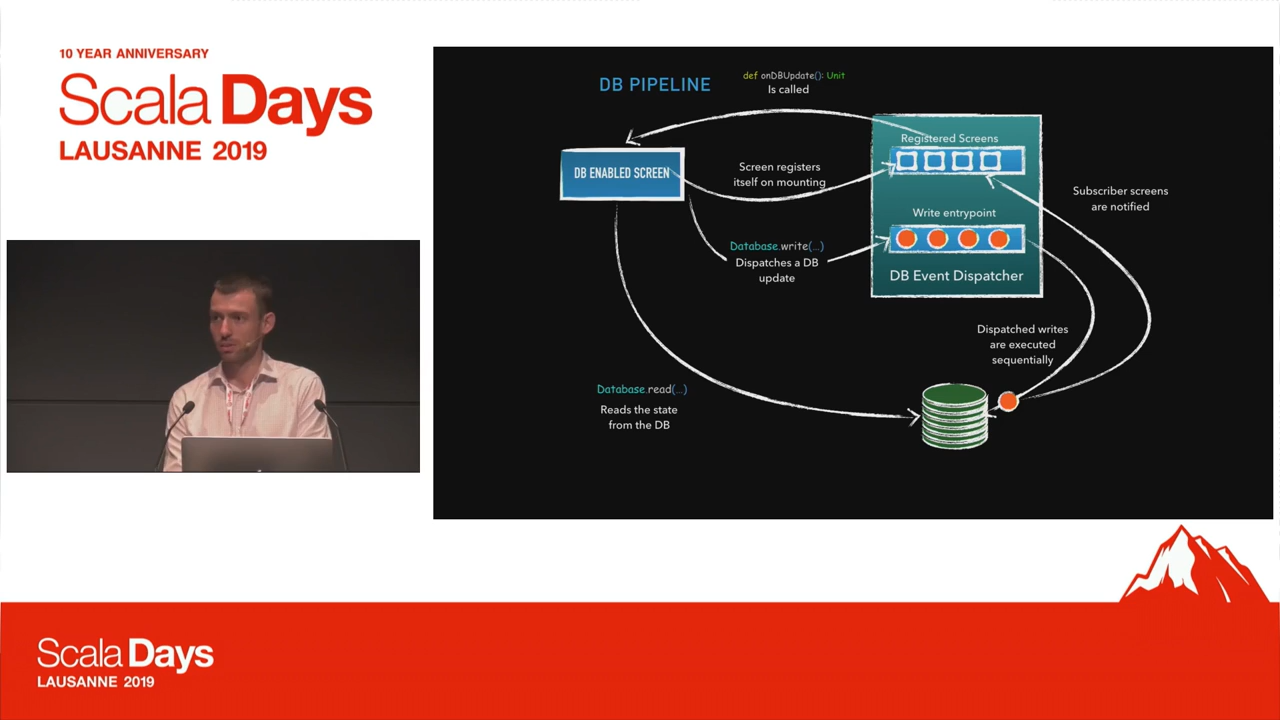 10 YEAR ANNIVERSARY
Scala Days
LAUSANNE 2019
DB PIPELINE
def onDBUpdate(): Unit
Is called
Registered Screens
DB ENABLED SCREEN
Screen registers
itself on mounting
Subscriber screens
are notified
Write entrypoint
Database.write(...)
Dispatches a DB
update
DB Event Dispatcher
Dispatched writes
are executed
sequentially
Database.read(...)
Reads the state
from the DB
Scala Days
LAUSANNE 2019